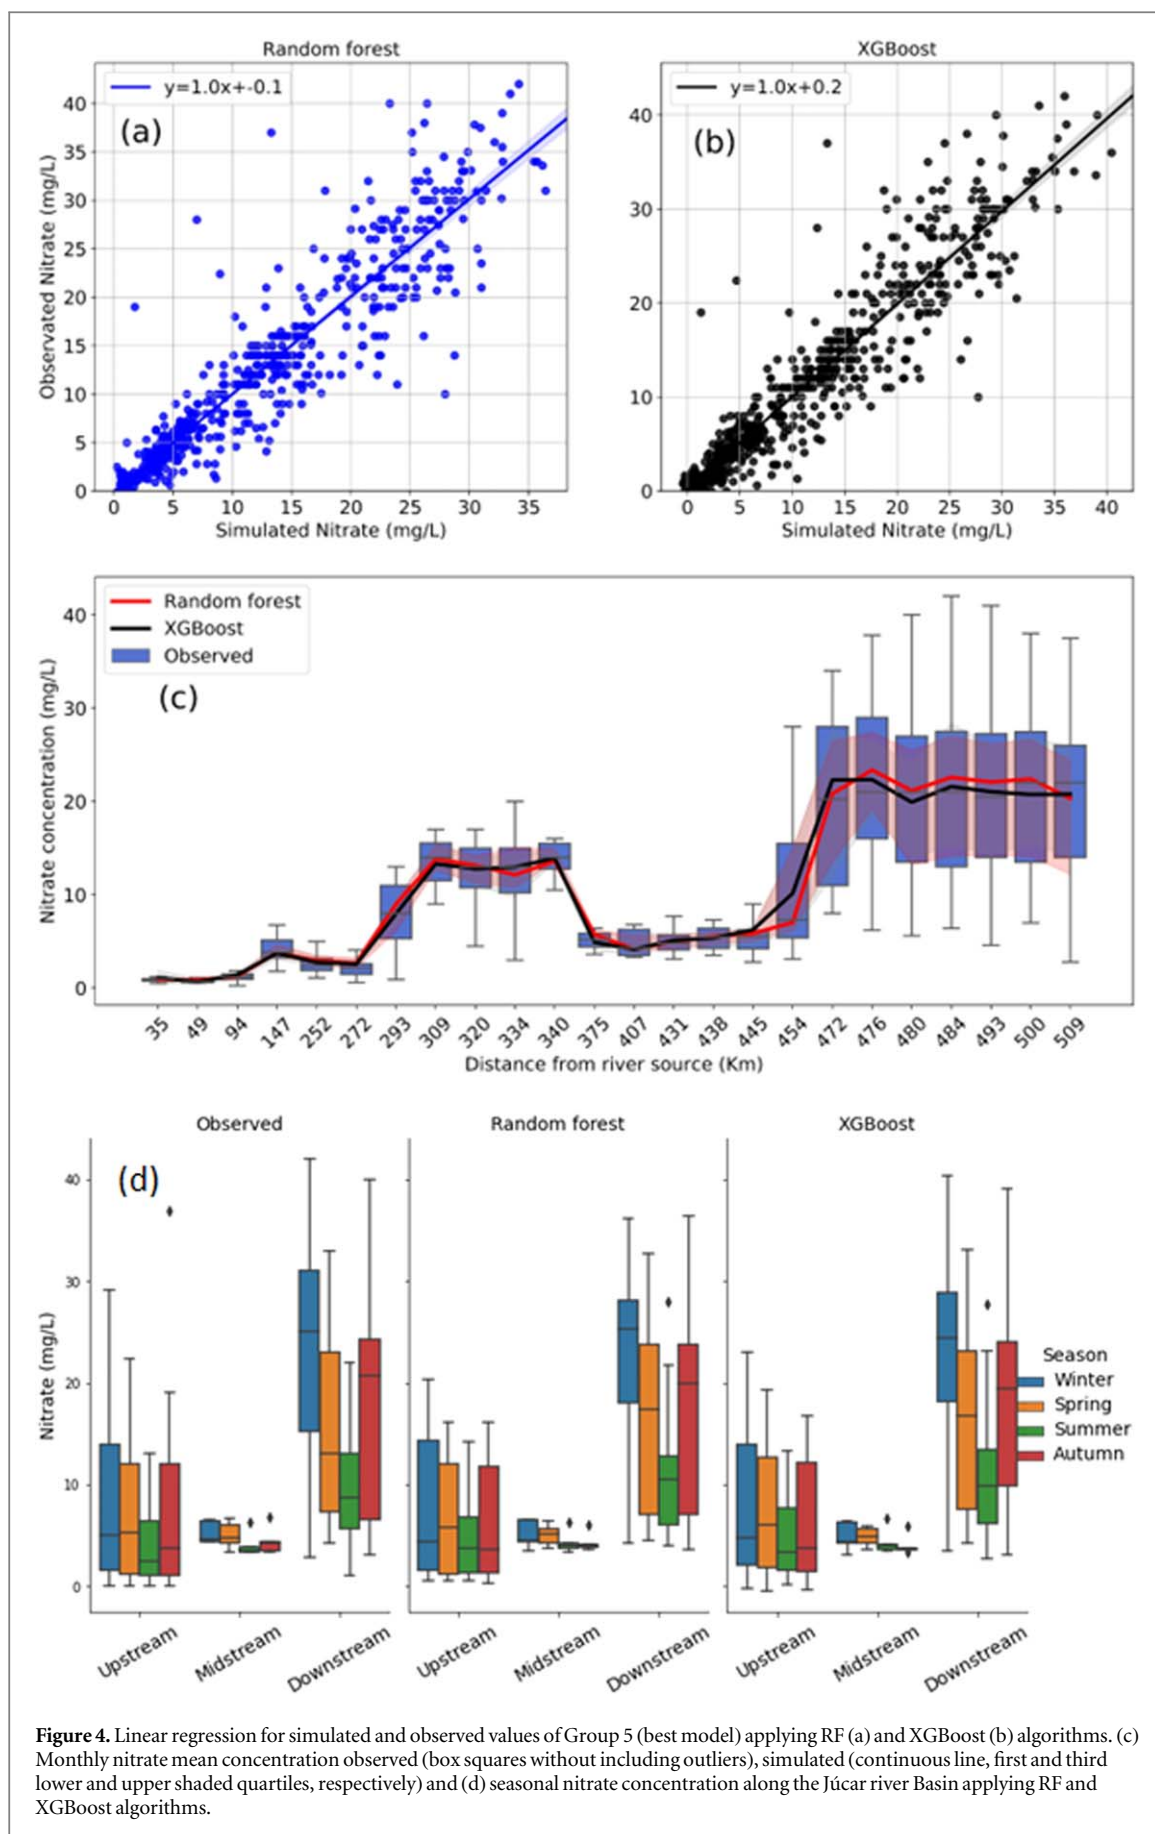 Random forest
XGBoost
y=1.0x+-0.1
y=1.0x+0.2
(a)
(b)
Observated Nitrate (mg/L)
40
35
30
25
20
15
10
5
0
40
30
20
10
0
0 5 10 15 20 25 30 35
0 5 10 15 20 25 30 35 40
Simulated Nitrate (mg/L)
Simulated Nitrate (mg/L)
Random forest
XGBoost
Observed
(c)
Nitrate concentration (mg/L)
40
30
20
10
0
35 49 94 147 252 272 293 309 320 334 340 375 407 431 438 445 454 472 476 480 484 493 500 509
Distance from river source (Km)
Observed
Random forest
XGBoost
(d)
Nitrate (mg/L)
40
30
20
10
0
Season
Winter
Spring
Summer
Autumn
Upstream Midstream Downstream
Upstream Midstream Downstream
Upstream Midstream Downstream
Figure 4. Linear regression for simulated and observed values of Group 5 (best model) applying RF (a) and XGBoost (b) algorithms. (c)
Monthly nitrate mean concentration observed (box squares without including outliers), simulated (continuous line, first and third
lower and upper shaded quartiles, respectively) and (d) seasonal nitrate concentration along the Júcar river Basin applying RF and
XGBoost algorithms.